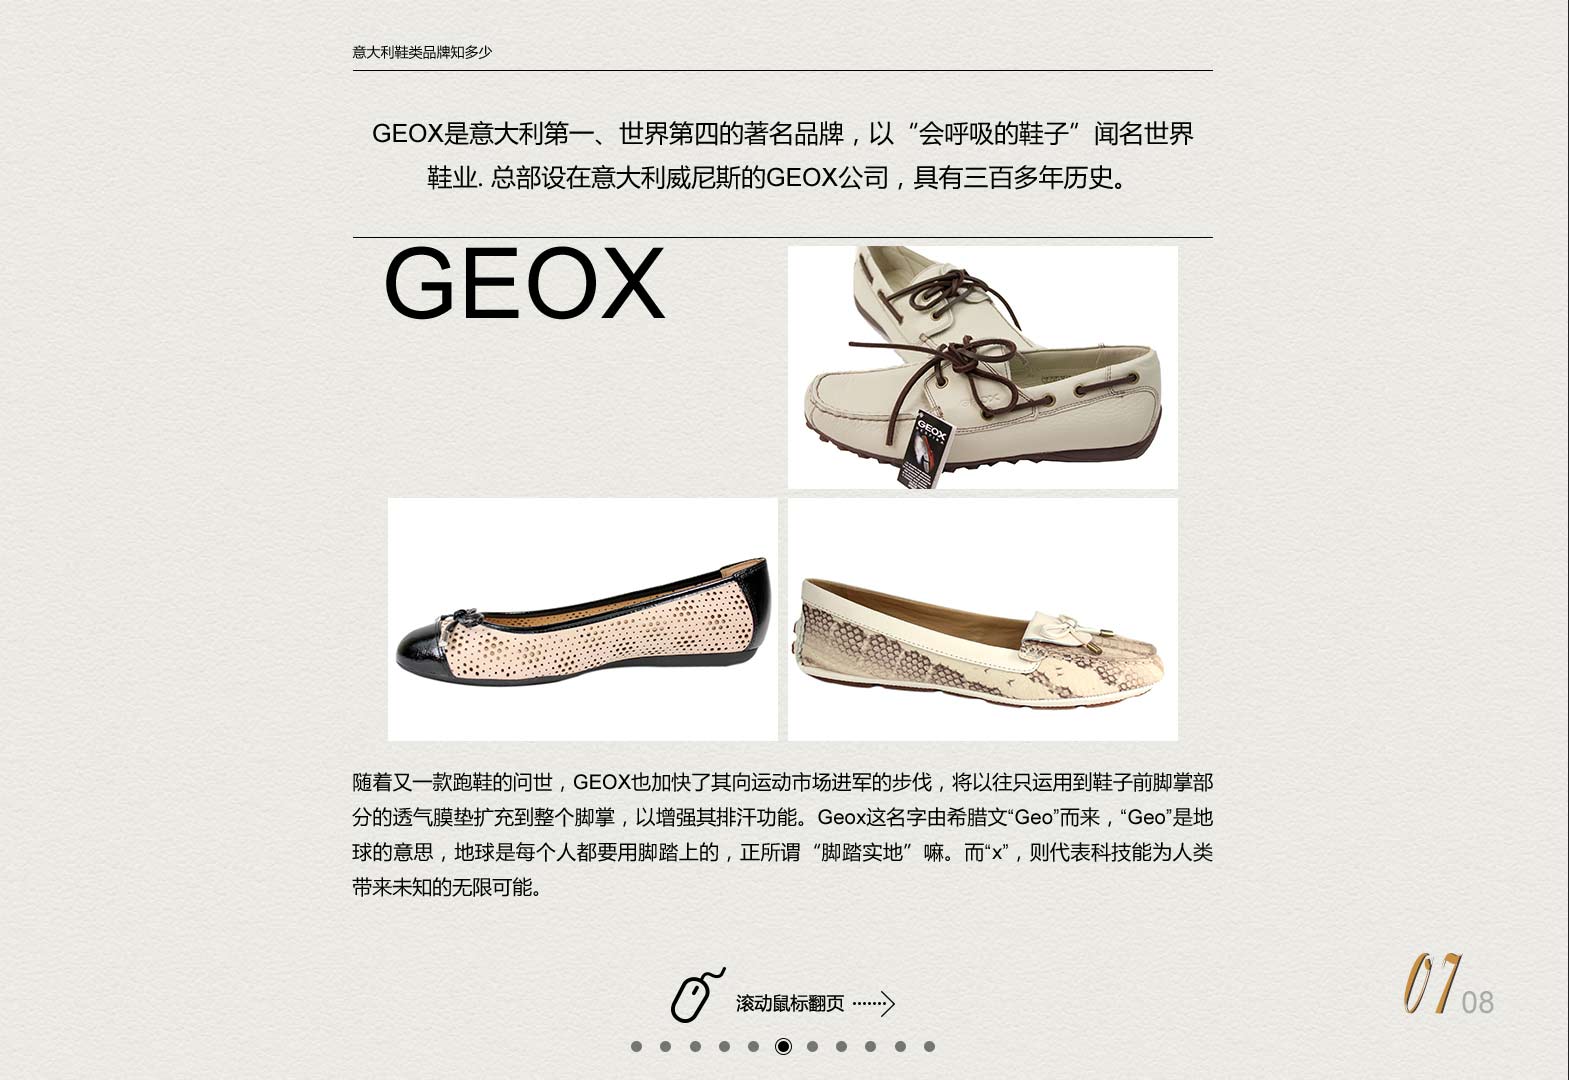 意大利鞋类品牌知多少
GEOX是意大利第一、世界第四的著名品牌，以“会呼吸的鞋子”闻名世界
鞋业. 总部设在意大利威尼斯的GEOX公司，具有三百多年历史。
GEOX
GEOX
GEOX
随着又一款跑鞋的问世，GEOX也加快了其向运动市场进军的步伐，将以往只运用到鞋子前脚掌部
分的透气膜垫扩充到整个脚掌，以增强其排汗功能。Geox这名字由希腊文“Geo”而来，“Geo”是地
球的意思，地球是每个人都要用脚踏上的，正所谓“脚踏实地”嘛。而“x”，则代表科技能为人类
带来未知的无限可能。
滚动鼠标翻页
07 08